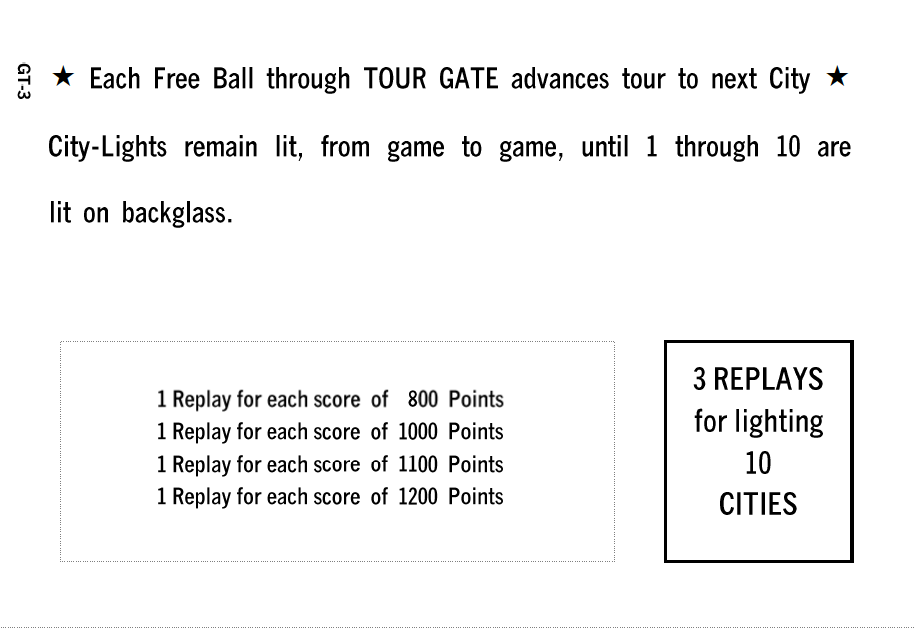 GT-3
★ Each Free Ball through TOUR GATE advances tour to next City ★
City-Lights remain lit, from game to game, until 1 through 10 are
lit on backglass.
1 Replay for each score of 800 Points
1 Replay for each score of 1000 Points
1 Replay for each score of 1100 Points
1 Replay for each score of 1200 Points
3 REPLAYS
for lighting
10
CITIES